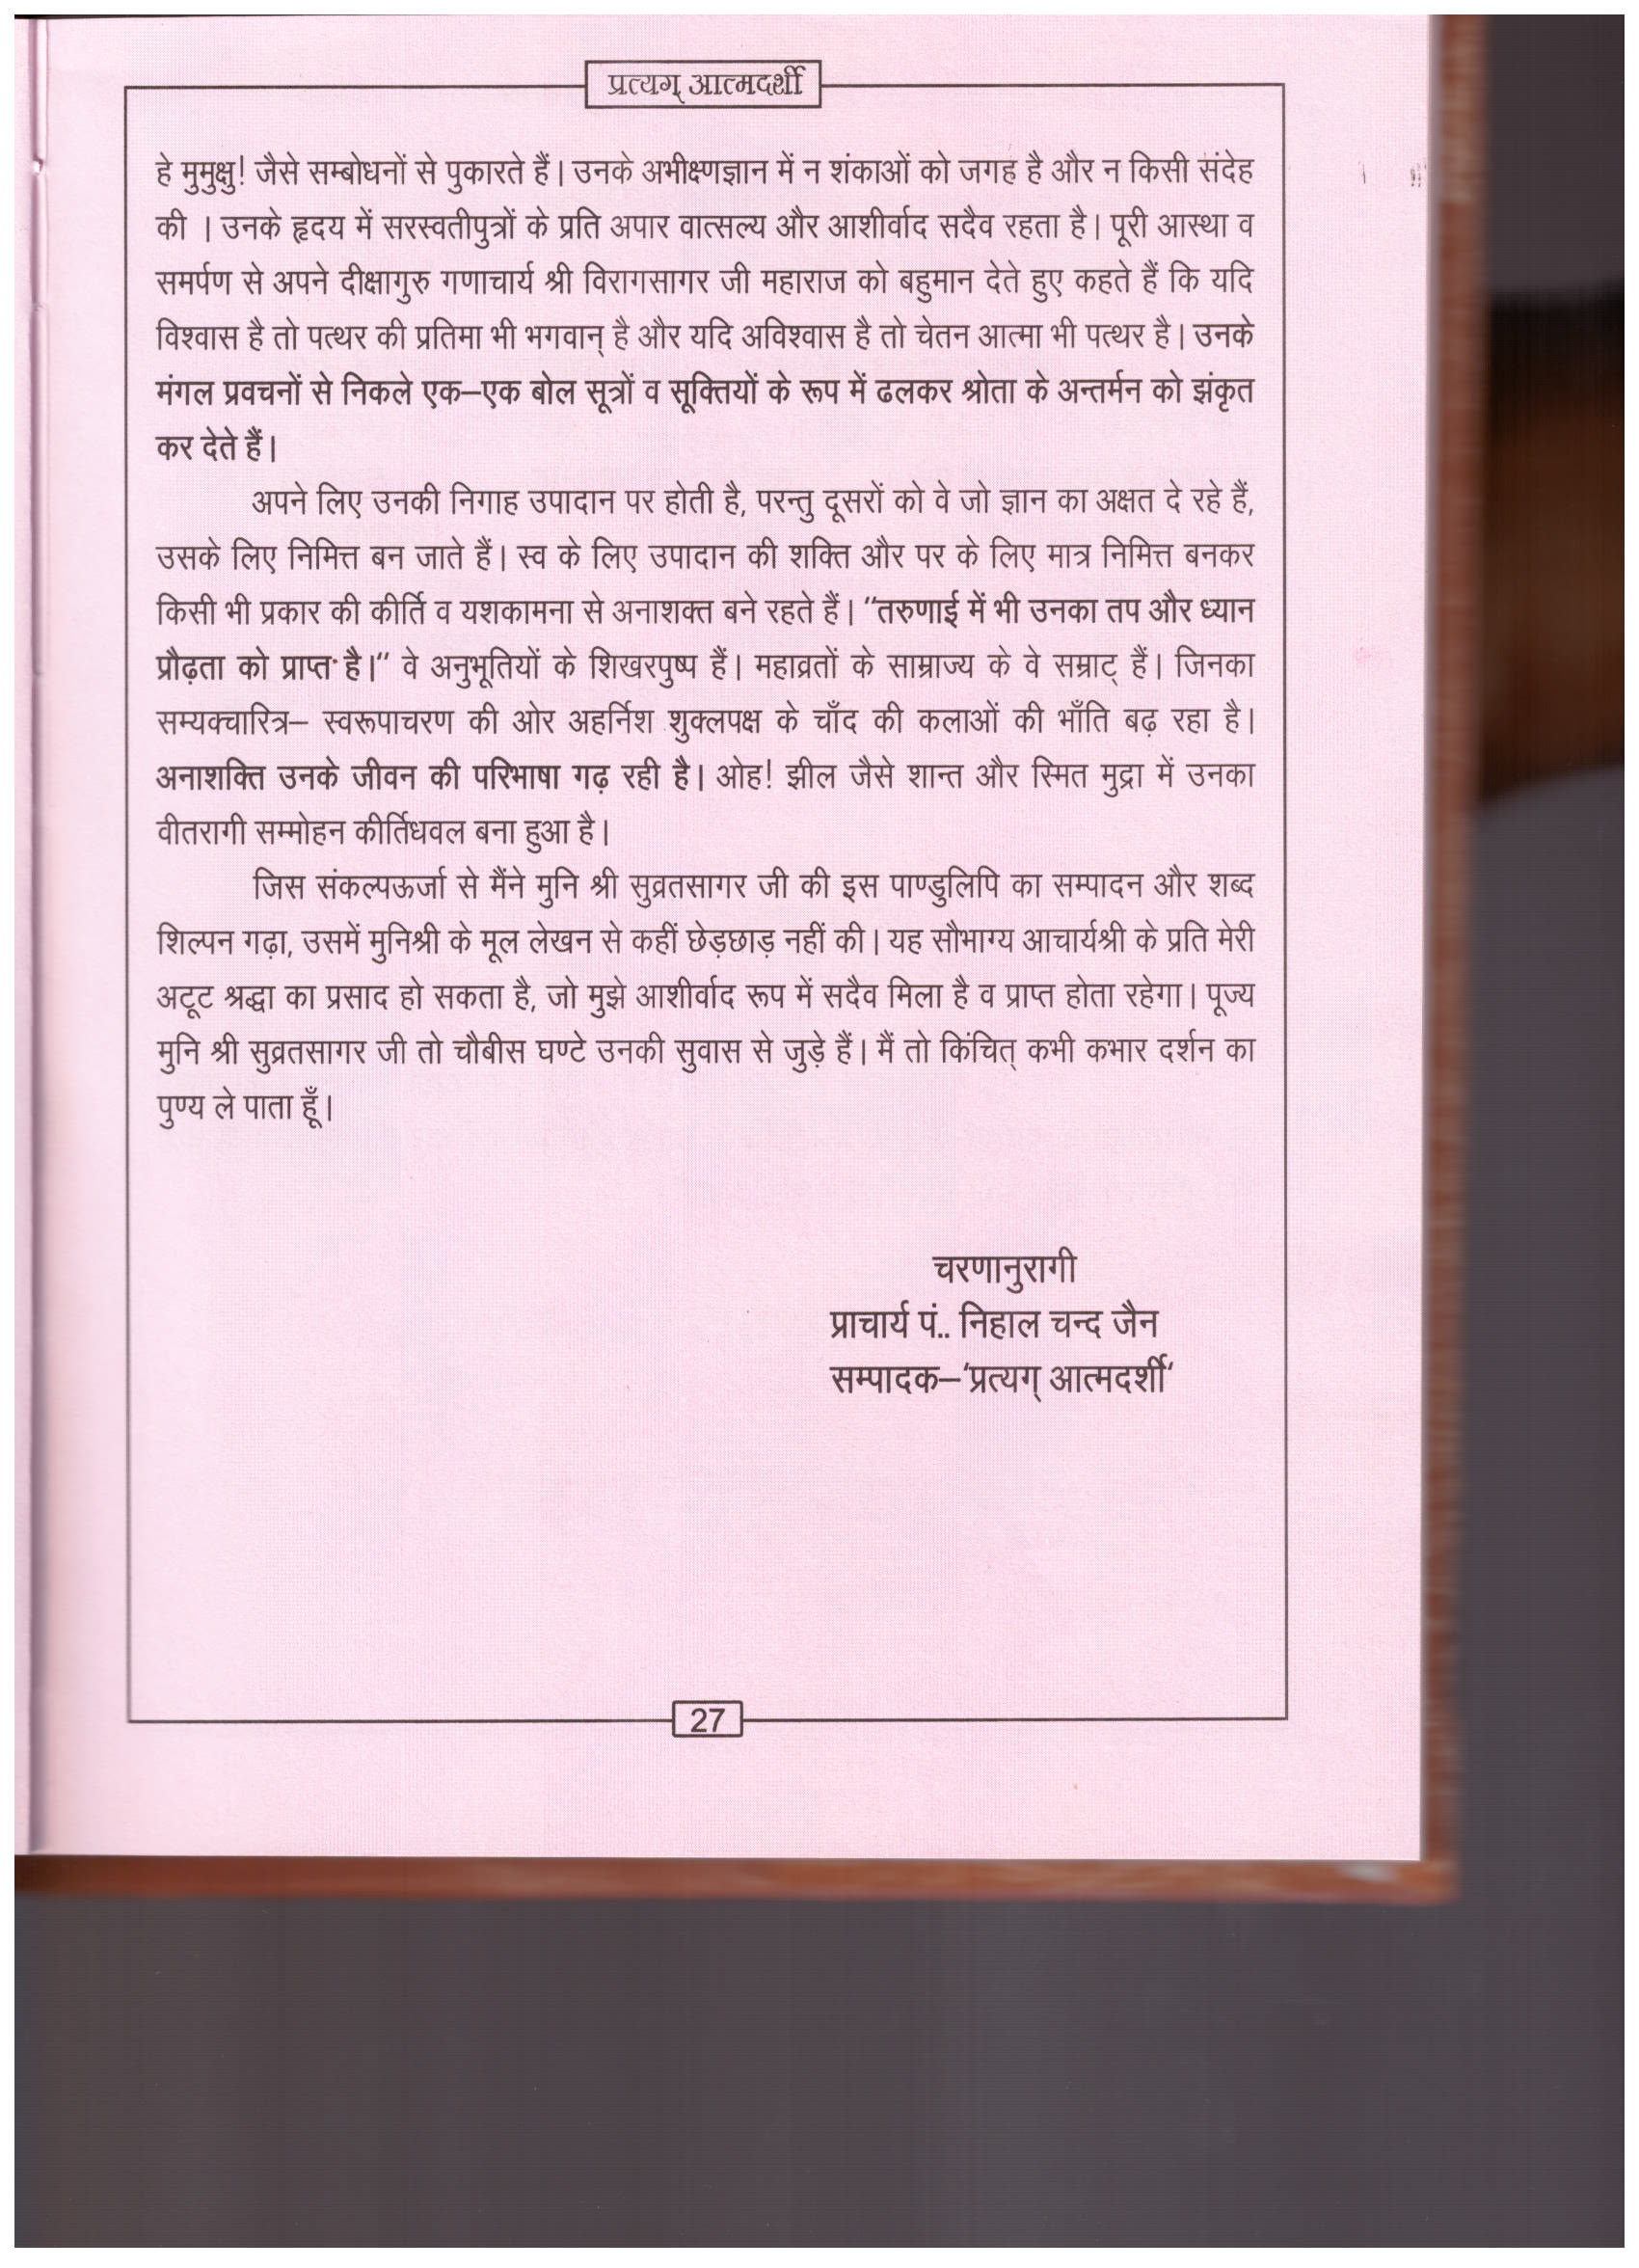 प्रत्यग् आत्मदर्शी
हे मुमुक्षु! जैसे सम्बोधनों से पुकारते हैं। उनके अभीक्ष्णज्ञान में न शंकाओं को जगह है और न किसी संदेह
की । उनके हृदय में सरस्वतीपुत्रों के प्रति अपार वात्सल्य और आशीर्वाद सदैव रहता है। पूरी आस्था व
समर्पण से अपने दीक्षागुरु गणाचार्य श्री विरागसागर जी महाराज को बहुमान देते हुए कहते हैं कि यदि
विश्वास है तो पत्थर की प्रतिमा भी भगवान् है और यदि अविश्वास है तो चेतन आत्मा भी पत्थर है। उनके
मंगल प्रवचनों से निकले एक–एक बोल सूत्रों व सूक्तियों के रूप में ढलकर श्रोता के अन्तर्मन को झंकृत
कर देते हैं।
अपने लिए उनकी निगाह उपादान पर होती है, परन्तु दूसरों को वे जो ज्ञान का अक्षत दे रहे हैं,
उसके लिए निमित्त बन जाते हैं। स्व के लिए उपादान की शक्ति और पर के लिए मात्र निमित्त बनकर
किसी भी प्रकार की कीर्ति व यशकामना से अनाशक्त बने रहते हैं। “तरुणाई में भी उनका तप और ध्यान
प्रौढ़ता को प्राप्त है।” वे अनुभूतियों के शिखरपुष्प हैं। महाव्रतों के साम्राज्य के वे सम्राट् हैं। जिनका
सम्यक्चारित्र– स्वरूपाचरण की ओर अहर्निश शुक्लपक्ष के चाँद की कलाओं की भाँति बढ़ रहा है।
अनाशक्ति उनके जीवन की परिभाषा गढ़ रही है। ओह! झील जैसे शान्त और स्मित मुद्रा में उनका
वीतरागी सम्मोहन कीर्तिधवल बना हुआ है।
जिस संकल्पऊर्जा से मैंने मुनि श्री सुव्रतसागर जी की इस पाण्डुलिपि का सम्पादन और शब्द
शिल्पन गढ़ा, उसमें मुनिश्री के मूल लेखन से कहीं छेड़छाड़ नहीं की। यह सौभाग्य आचार्यश्री के प्रति मेरी
अटूट श्रद्धा का प्रसाद हो सकता है, जो मुझे आशीर्वाद रूप में सदैव मिला है व प्राप्त होता रहेगा। पूज्य
मुनि श्री सुव्रतसागर जी तो चौबीस घण्टे उनकी सुवास से जुड़े हैं। मैं तो किंचित् कभी कभार दर्शन का
पुण्य ले पाता हूँ।
चरणानुरागी
प्राचार्य पं.. निहाल चन्द जैन
सम्पादक–‘प्रत्यग् आत्मदर्शी’
27